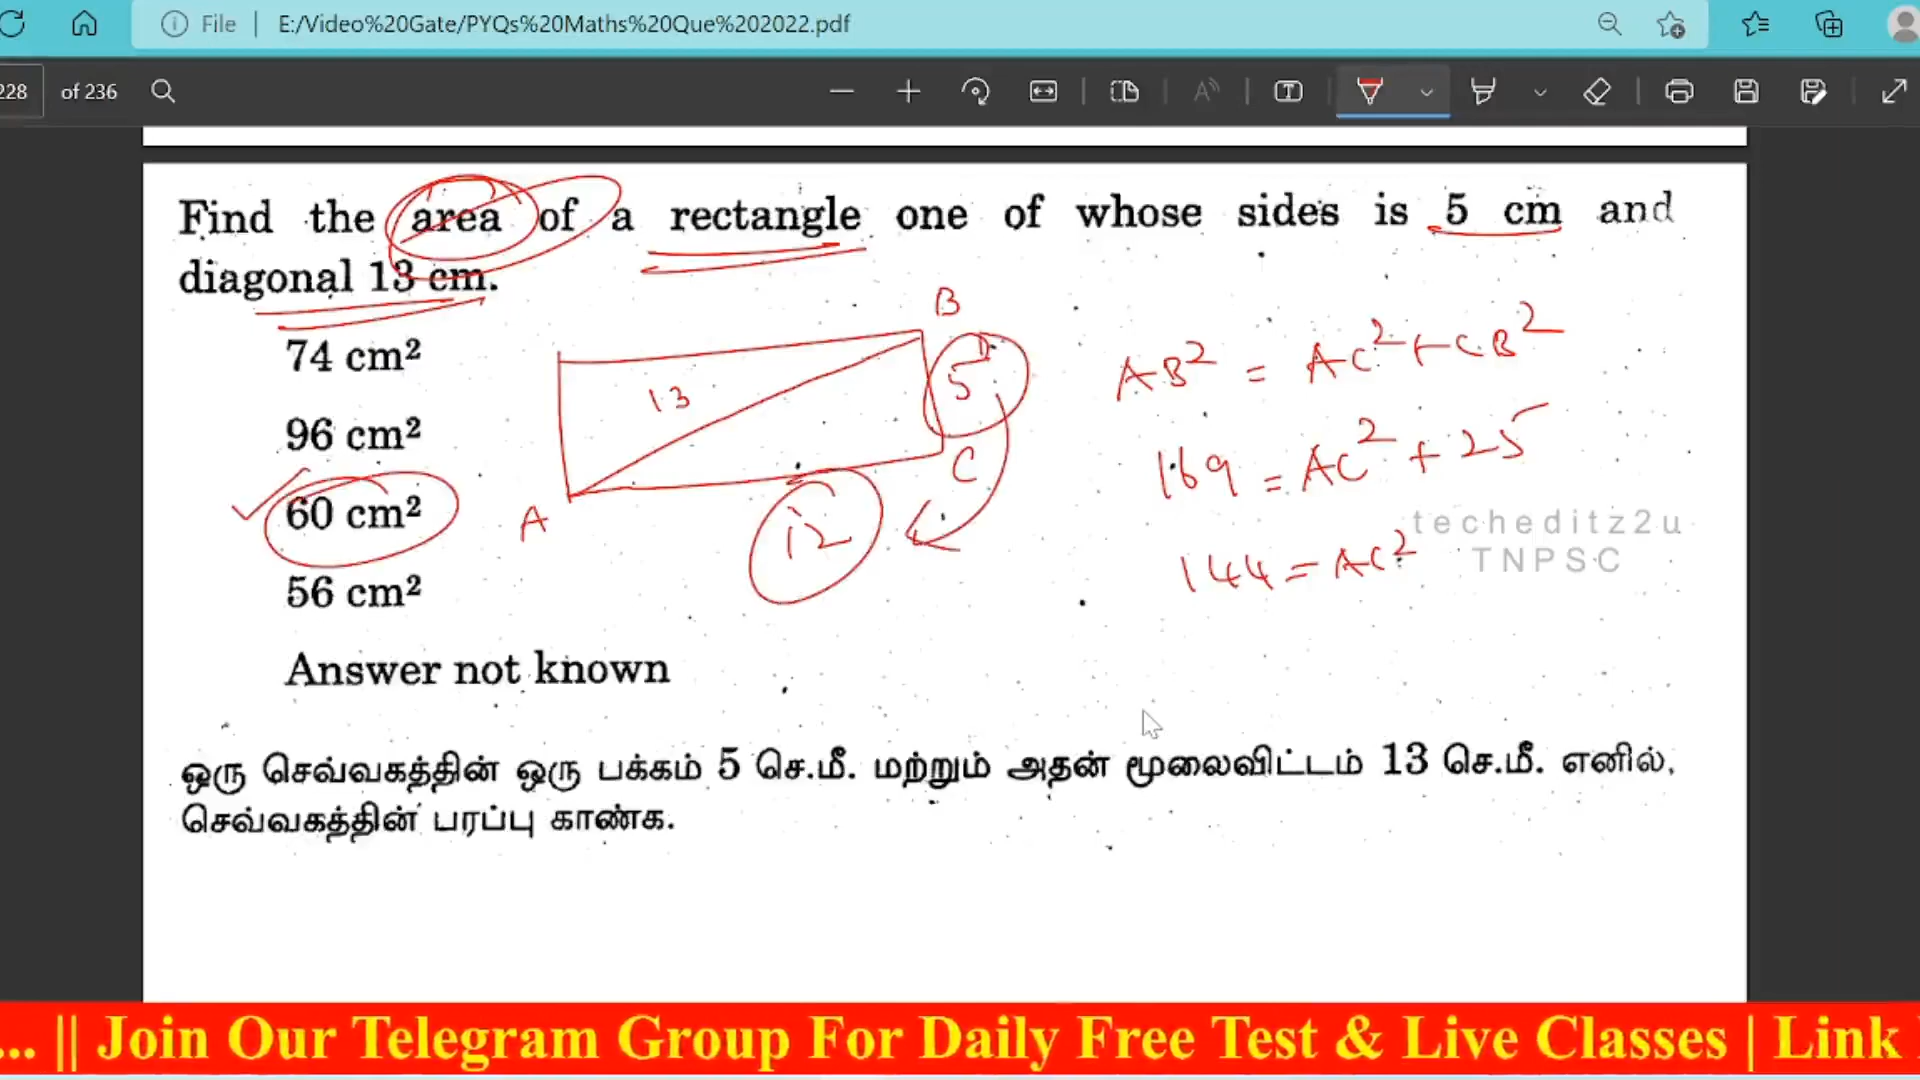 File | E:/Video%20Gate/PYQs%20Maths%20Que%202022.pdf
228 of 236
Find the area of a rectangle one of whose sides is 5 cm and
diagonal 13 cm.
74 cm²
96 cm²
60 cm²
56 cm²
Answer not known
B
13
5
C
A
12
AB² = AC² + CB²
169 = AC² + 25
144 = AC²
techeditz2u
TNPSC
ஒரு செவ்வகத்தின் ஒரு பக்கம் 5 செ.மீ. மற்றும் அதன் மூலைவிட்டம் 13 செ.மீ. எனில்,
செவ்வகத்தின் பரப்பு காண்க.
... || Join Our Telegram Group For Daily Free Test & Live Classes | Link